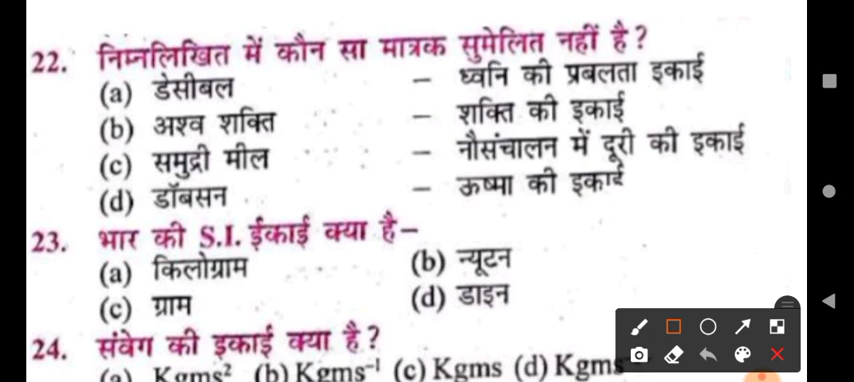 22. निम्नलिखित में कौन सा मात्रक सुमेलित नहीं है?
(a) डेसीबल – ध्वनि की प्रबलता इकाई
(b) अश्व शक्ति – शक्ति की इकाई
(c) समुद्री मील – नौसंचालन में दूरी की इकाई
(d) डॉबसन – ऊष्मा की इकाई
23. भार की S.I. ईकाई क्या है–
(a) किलोग्राम (b) न्यूटन
(c) ग्राम (d) डाइन
24. संवेग की इकाई क्या है?
(a) Kgms² (b) Kgms⁻¹ (c) Kgms (d) Kgms